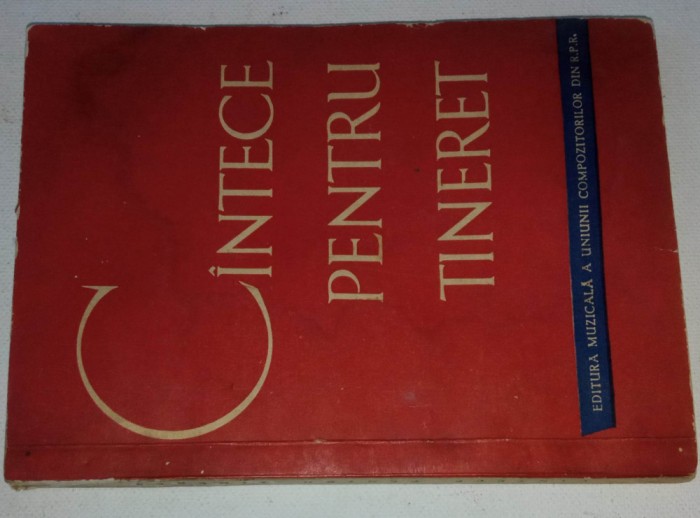 CÎNTECE
PENTRU
TINERET
EDITURA MUZICALĂ A UNIUNII COMPOZITORILOR DIN R.P.R.